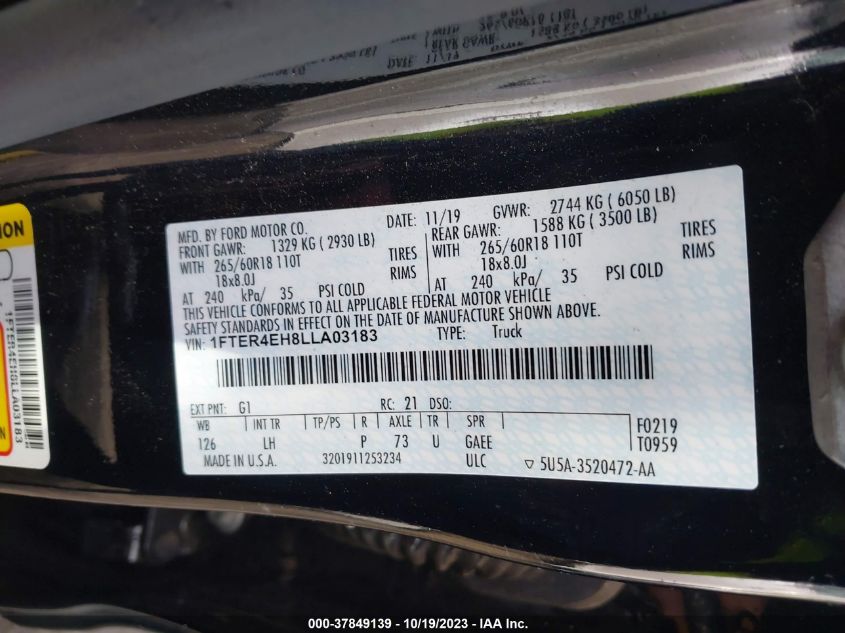 MFD. BY FORD MOTOR CO.
DATE: 11/19 GVWR: 2744 KG ( 6050 LB)
FRONT GAWR: 1329 KG ( 2930 LB)
REAR GAWR: 1588 KG ( 3500 LB)
WITH 265/60R18 110T TIRES
WITH 265/60R18 110T TIRES
18x8.0J RIMS
18x8.0J RIMS
AT 240 kPa/ 35 PSI COLD
AT 240 kPa/ 35 PSI COLD
THIS VEHICLE CONFORMS TO ALL APPLICABLE FEDERAL MOTOR VEHICLE
SAFETY STANDARDS IN EFFECT ON THE DATE OF MANUFACTURE SHOWN ABOVE.
VIN: 1FTER4EH8LLA03183 TYPE: Truck
EXT PNT: G1 RC: 21 DSO:
WB INT TR TP/PS R AXLE TR SPR
126 LH P 73 U GAEE
F0219
T0959
MADE IN U.S.A. 3201911253234 ULC 5U5A-3520472-AA
ION
1FTER4EH8LLA03183
000-37849139 - 10/19/2023 - IAA Inc.